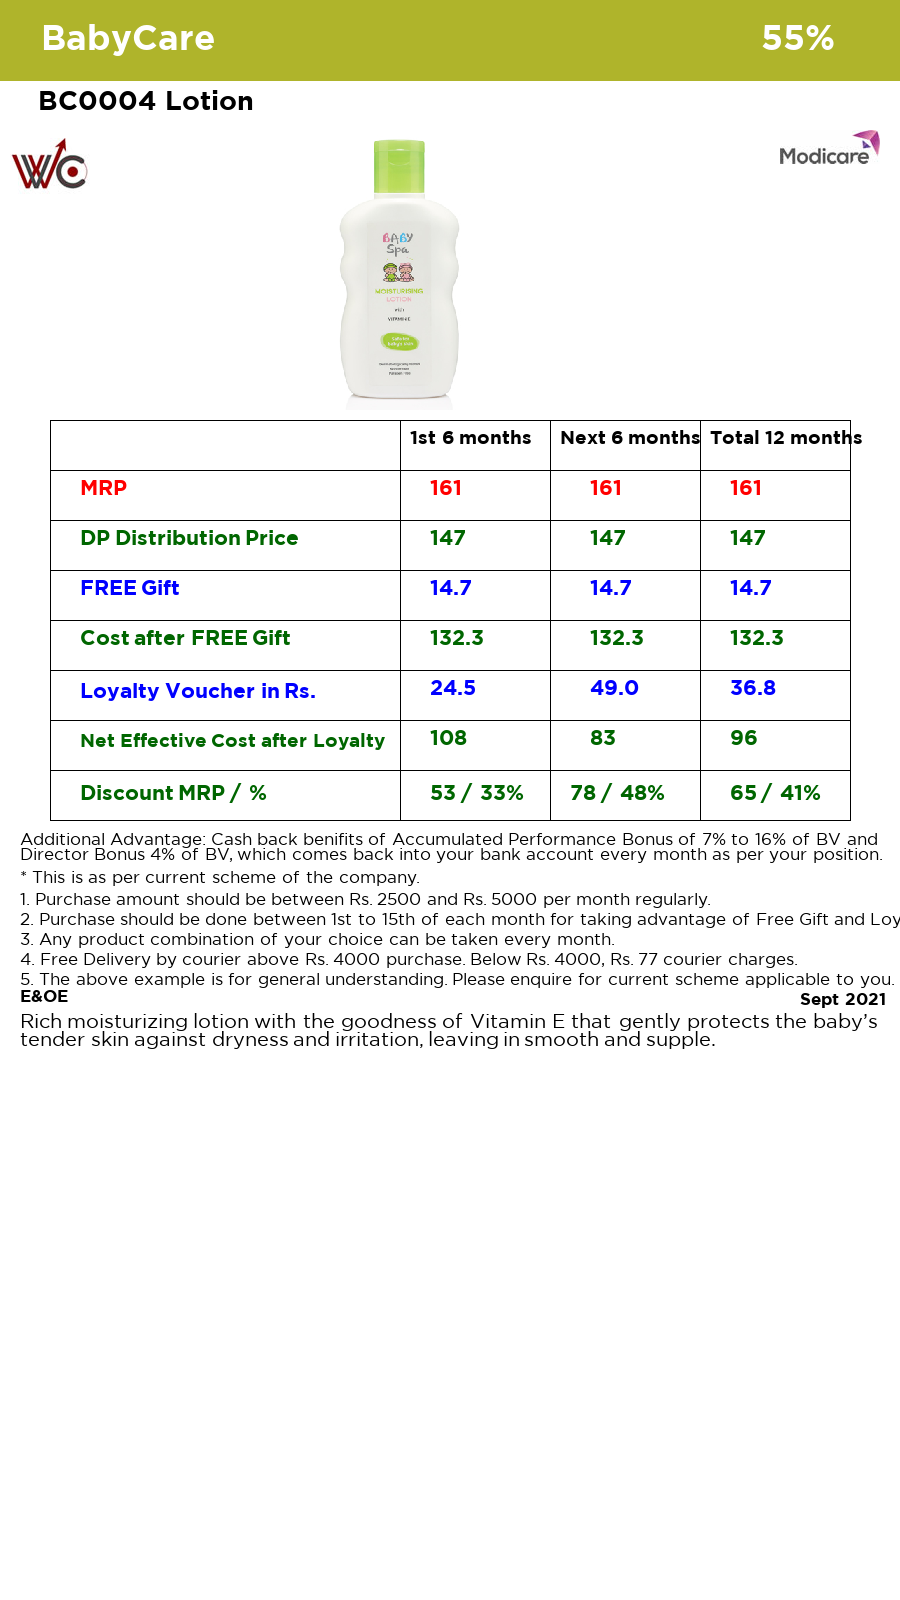 BabyCare 55%
BC0004 Lotion
WC
Modicare
BABY
Spa
MOISTURISING
LOTION
VITAMIN E
1st 6 months Next 6 months Total 12 months
MRP 161 161 161
DP Distribution Price 147 147 147
FREE Gift 14.7 14.7 14.7
Cost after FREE Gift 132.3 132.3 132.3
Loyalty Voucher in Rs. 24.5 49.0 36.8
Net Effective Cost after Loyalty 108 83 96
Discount MRP / % 53 / 33% 78 / 48% 65 / 41%
Additional Advantage: Cash back benifits of Accumulated Performance Bonus of 7% to 16% of BV and
Director Bonus 4% of BV, which comes back into your bank account every month as per your position.
* This is as per current scheme of the company.
1. Purchase amount should be between Rs. 2500 and Rs. 5000 per month regularly.
2. Purchase should be done between 1st to 15th of each month for taking advantage of Free Gift and Loy
3. Any product combination of your choice can be taken every month.
4. Free Delivery by courier above Rs. 4000 purchase. Below Rs. 4000, Rs. 77 courier charges.
5. The above example is for general understanding. Please enquire for current scheme applicable to you.
E&OE
Sept 2021
Rich moisturizing lotion with the goodness of Vitamin E that gently protects the baby’s
tender skin against dryness and irritation, leaving in smooth and supple.